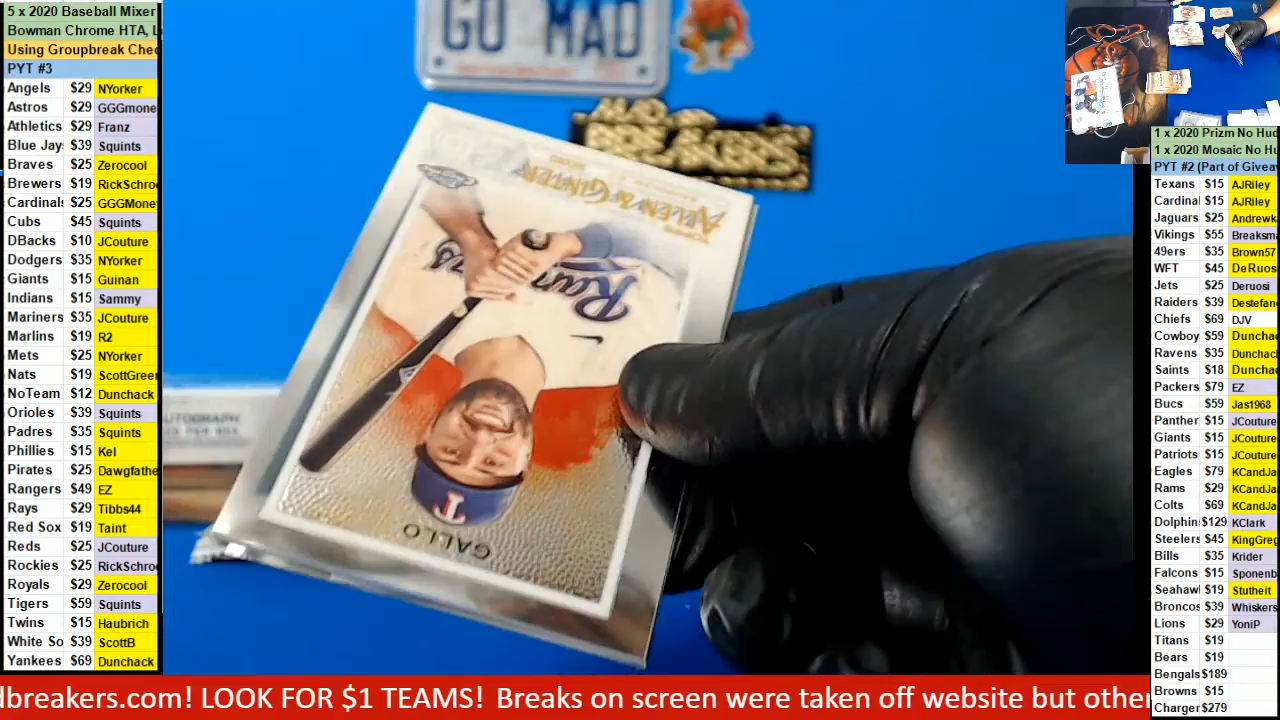 5 x 2020 Baseball Mixer
Bowman Chrome HTA, L
Using Groupbreak Chec
PYT #3
Angels $29 NYorker
Astros $29 GGGmone
Athletics $29 Franz
Blue Jay $39 Squints
Braves $25 Zerocool
Brewers $19 RickSchro
Cardinals $25 GGGMone
Cubs $45 Squints
DBacks $10 JCouture
Dodgers $35 NYorker
Giants $15 Guinan
Indians $15 Sammy
Mariners $35 JCouture
Marlins $19 R2
Mets $25 NYorker
Nats $19 ScottGree
NoTeam $12 Dunchack
Orioles $39 Squints
Padres $35 Squints
Phillies $15 Kel
Pirates $25 Dawgfathe
Rangers $49 EZ
Rays $29 Tibbs44
Red Sox $19 Taint
Reds $25 JCouture
Rockies $25 RickSchro
Royals $29 Zerocool
Tigers $59 Squints
Twins $15 Haubrich
White So $39 ScottB
Yankees $69 Dunchack
GO MAD
ALLEN & GINTER
Ran
GALLO
AUTOGRAPH
1 x 2020 Prizm No Hud
1 x 2020 Mosaic No Hu
PYT #2 (Part of Giveav
Texans $15 AJRiley
Cardinal $15 AJRiley
Jaguars $25 Andrewk
Vikings $55 Breaksma
49ers $35 Brown57
WFT $45 DeRuos
Jets $25 Deruosi
Raiders $39 Destefan
Chiefs $69 DJV
Cowboy $59 Dunchac
Ravens $35 Dunchac
Saints $18 Dunchac
Packers $79 EZ
Bucs $59 Jas1968
Panther $15 JCouture
Giants $15 JCouture
Patriots $15 JCouture
Eagles $79 KCandJa
Rams $29 KCandJa
Colts $69 KCandJa
Dolphin $129 KClark
Steelers $45 KingGreg
Bills $35 Krider
Falcons $15 Sponenb
Seahawl $19 Stutheit
Broncos $39 Whiskers
Lions $29 YoniP
Titans $19
Bears $19
Bengals $189
Browns $15
Charger $279
dbreakers.com! LOOK FOR $1 TEAMS! Breaks on screen were taken off website but other